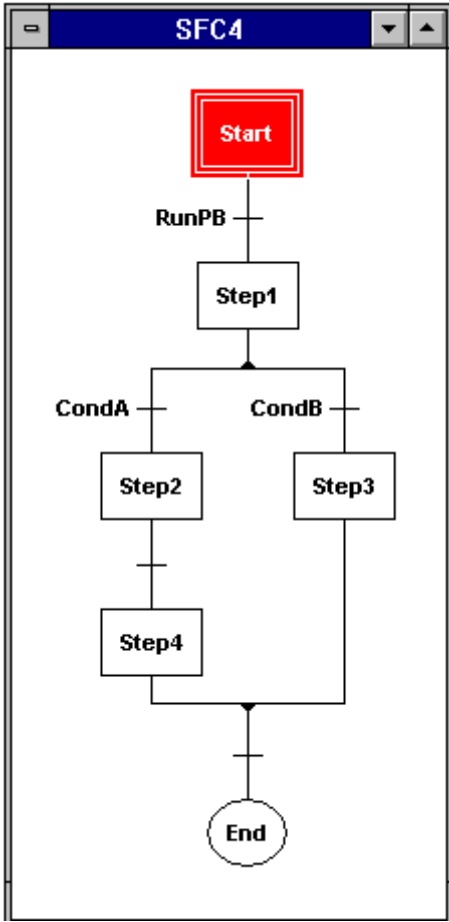 SFC4
Start
RunPB
Step1
CondA
CondB
Step2
Step3
Step4
End